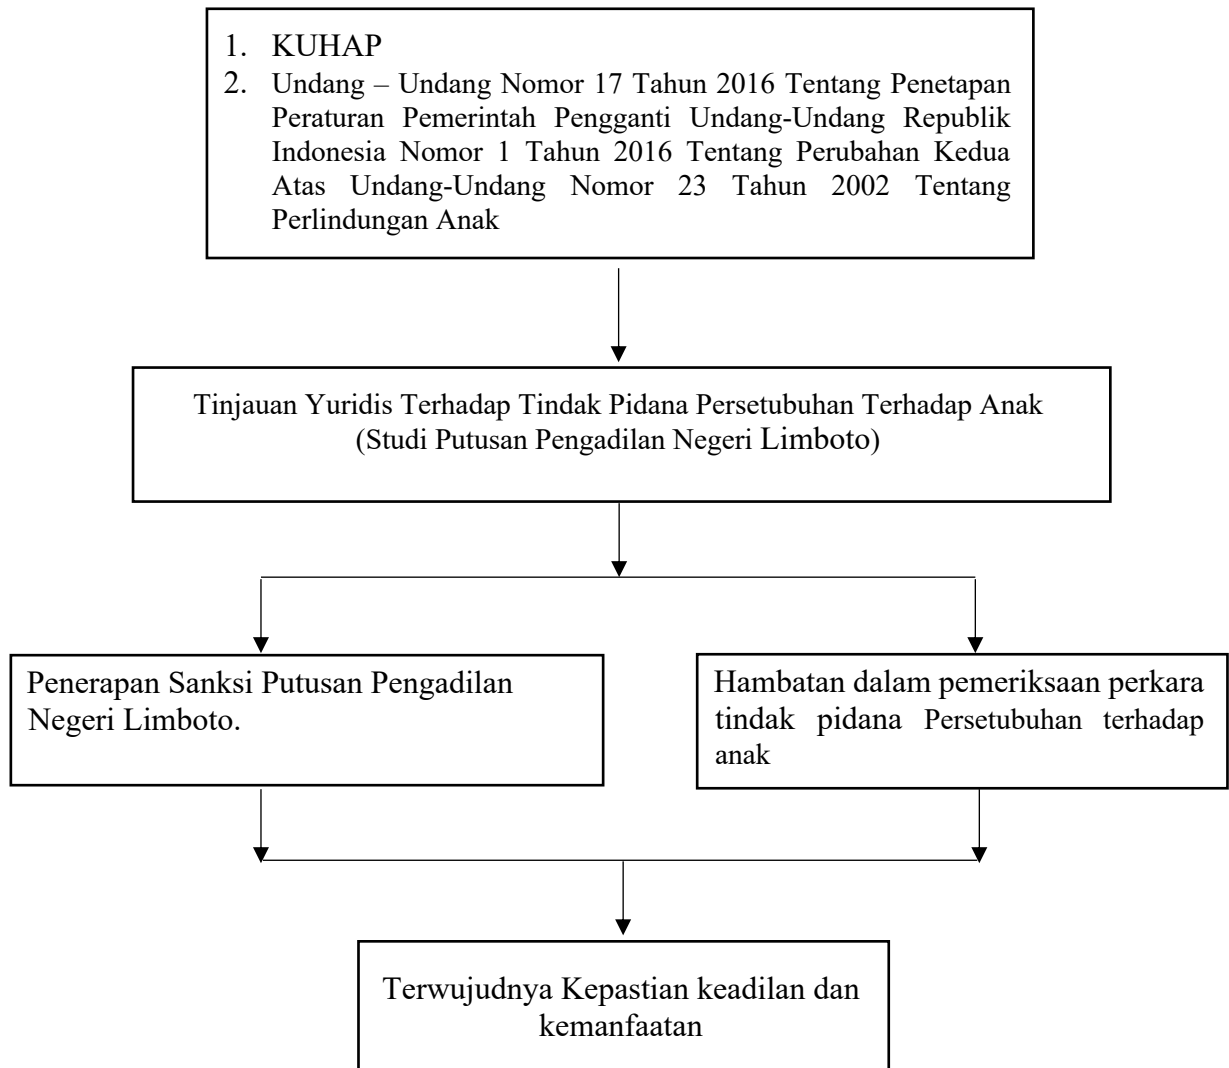 1. KUHAP
2. Undang – Undang Nomor 17 Tahun 2016 Tentang Penetapan
Peraturan Pemerintah Pengganti Undang-Undang Republik
Indonesia Nomor 1 Tahun 2016 Tentang Perubahan Kedua
Atas Undang-Undang Nomor 23 Tahun 2002 Tentang
Perlindungan Anak
Tinjauan Yuridis Terhadap Tindak Pidana Persetubuhan Terhadap Anak
(Studi Putusan Pengadilan Negeri Limboto)
Penerapan Sanksi Putusan Pengadilan
Negeri Limboto.
Hambatan dalam pemeriksaan perkara
tindak pidana Persetubuhan terhadap
anak
Terwujudnya Kepastian keadilan dan
kemanfaatan